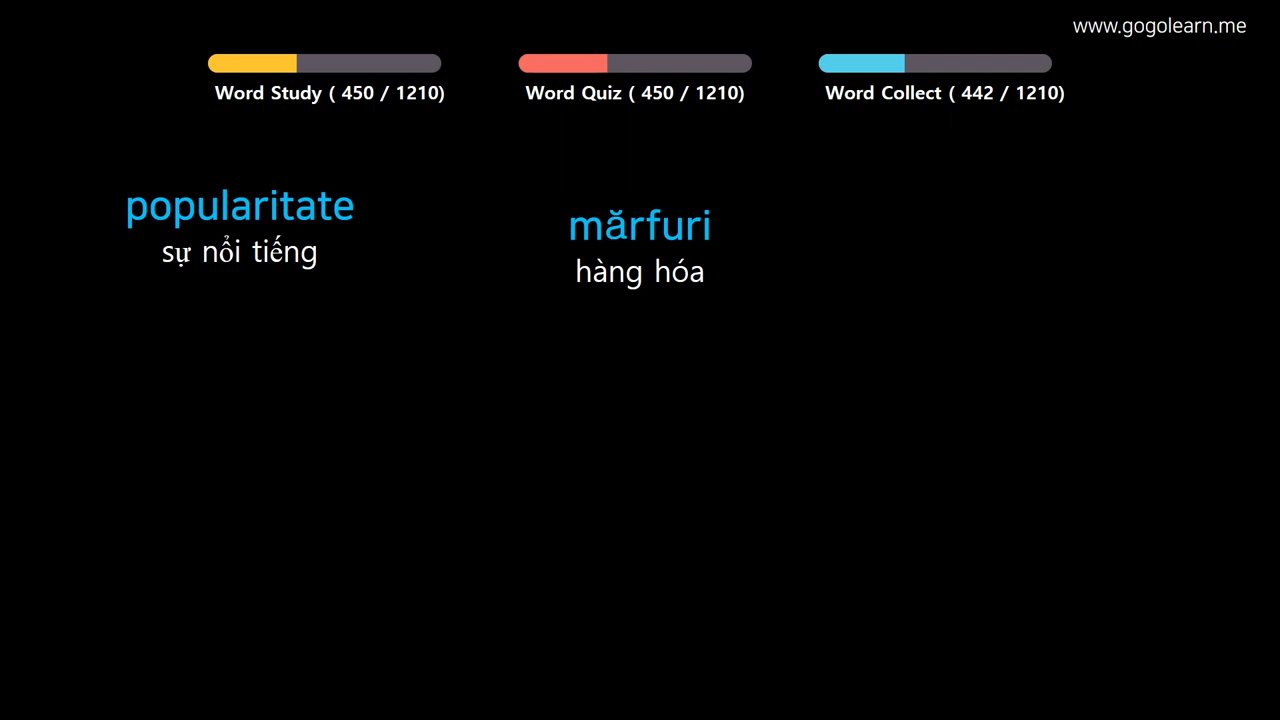 www.gogolearn.me
Word Study ( 450 / 1210)
Word Quiz ( 450 / 1210)
Word Collect ( 442 / 1210)
popularitate
sự nổi tiếng
mărfuri
hàng hóa